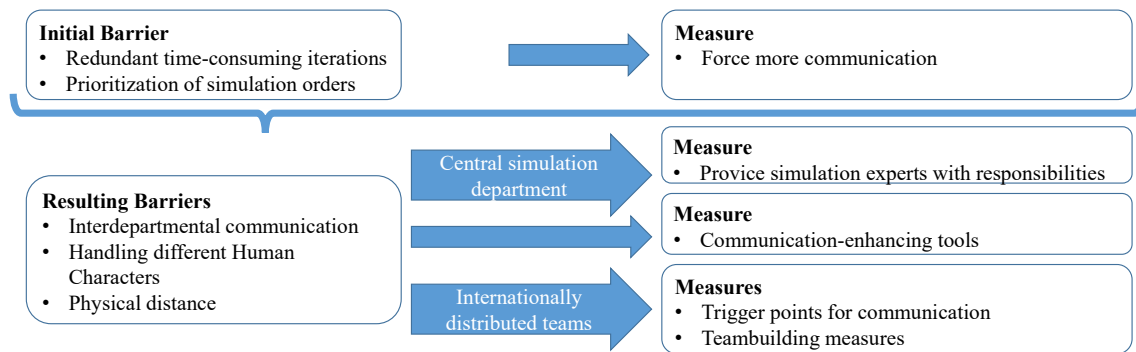 Initial Barrier
• Redundant time-consuming iterations
• Prioritization of simulation orders
Measure
• Force more communication
Resulting Barriers
• Interdepartmental communication
• Handling different Human
Characters
• Physical distance
Central simulation
department
Measure
• Provice simulation experts with responsibilities
Measure
• Communication-enhancing tools
Internationally
distributed teams
Measures
• Trigger points for communication
• Teambuilding measures